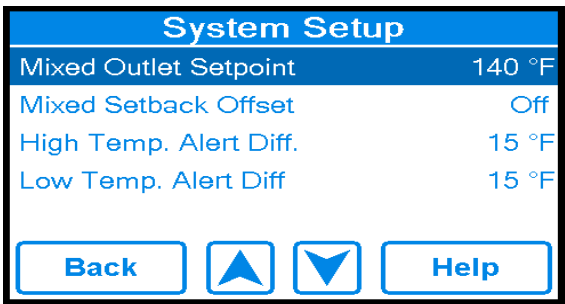 System Setup
Mixed Outlet Setpoint 140 °F
Mixed Setback Offset Off
High Temp. Alert Diff. 15 °F
Low Temp. Alert Diff 15 °F
Back Help